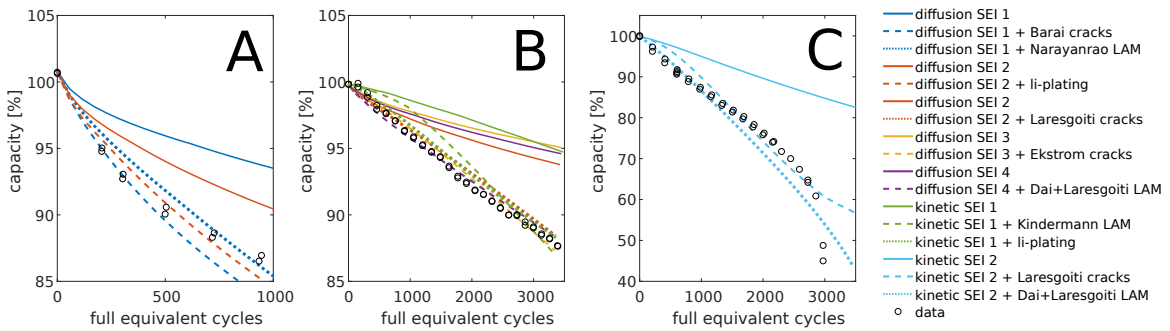 105
100
95
90
85
0
500
1000
capacity [%]
full equivalent cycles
A
105
100
95
90
85
0
1000
2000
3000
capacity [%]
full equivalent cycles
B
100
90
80
70
60
50
40
0
1000
2000
3000
capacity [%]
full equivalent cycles
C
diffusion SEI 1
diffusion SEI 1 + Barai cracks
diffusion SEI 1 + Narayanrao LAM
diffusion SEI 2
diffusion SEI 2 + li-plating
diffusion SEI 2
diffusion SEI 2 + Laresgoiti cracks
diffusion SEI 3
diffusion SEI 3 + Ekstrom cracks
diffusion SEI 4
diffusion SEI 4 + Dai+Laresgoiti LAM
kinetic SEI 1
kinetic SEI 1 + Kindermann LAM
kinetic SEI 1 + li-plating
kinetic SEI 2
kinetic SEI 2 + Laresgoiti cracks
kinetic SEI 2 + Dai+Laresgoiti LAM
data